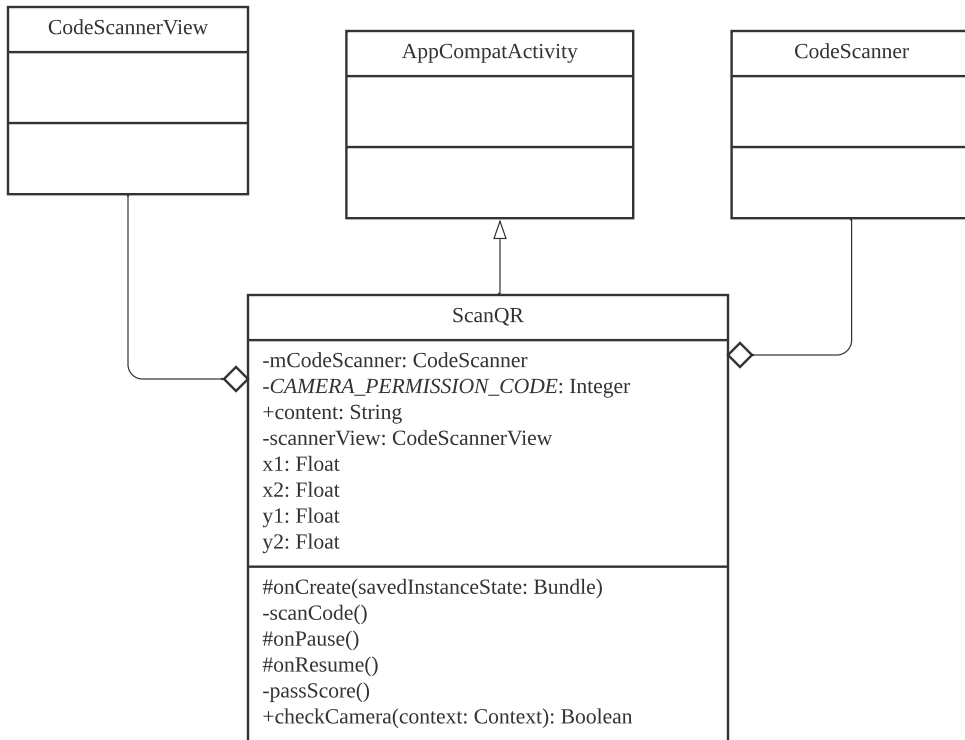 CodeScannerView
AppCompatActivity
CodeScanner
ScanQR
-mCodeScanner: CodeScanner
-CAMERA_PERMISSION_CODE: Integer
+content: String
-scannerView: CodeScannerView
x1: Float
x2: Float
y1: Float
y2: Float
#onCreate(savedInstanceState: Bundle)
-scanCode()
#onPause()
#onResume()
-passScore()
+checkCamera(context: Context): Boolean